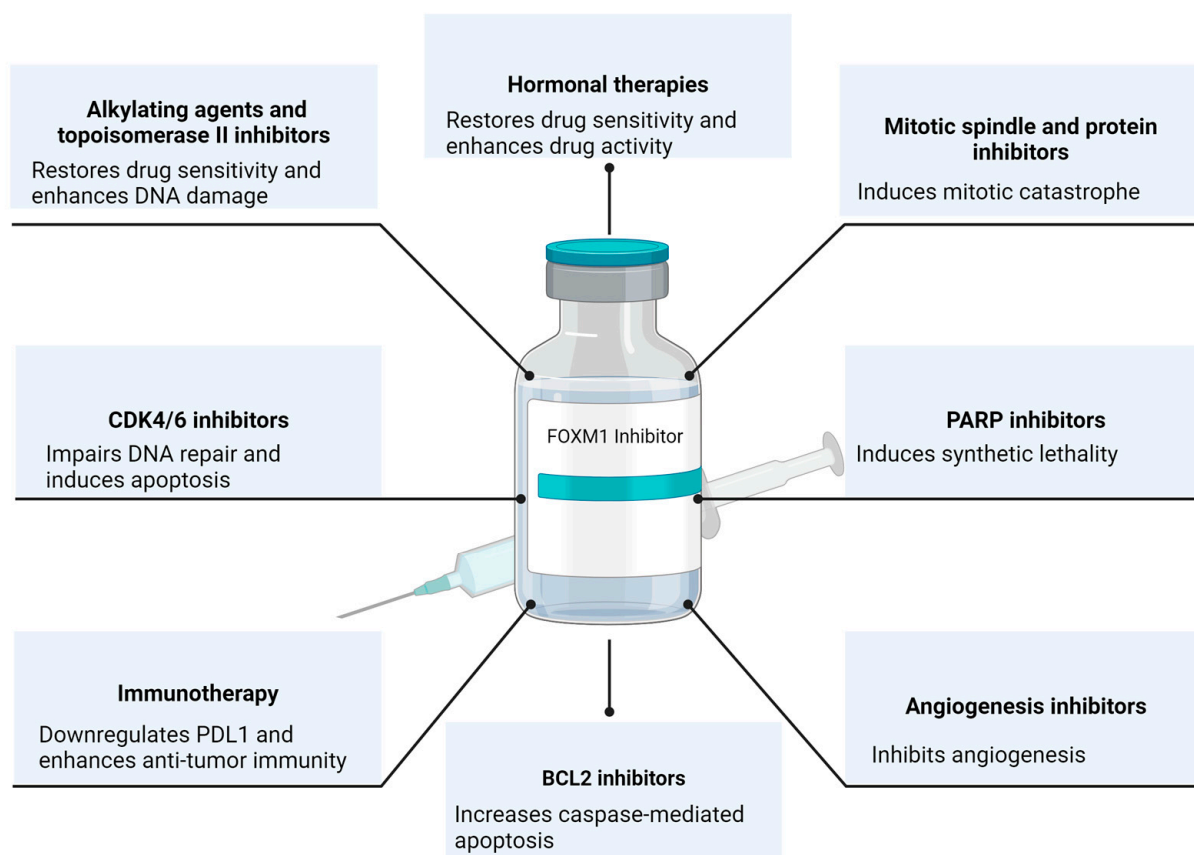 Hormonal therapies
Restores drug sensitivity and
enhances drug activity
Alkylating agents and
topoisomerase II inhibitors
Restores drug sensitivity and
enhances DNA damage
Mitotic spindle and protein
inhibitors
Induces mitotic catastrophe
CDK4/6 inhibitors
Impairs DNA repair and
induces apoptosis
FOXM1 Inhibitor
PARP inhibitors
Induces synthetic lethality
Immunotherapy
Downregulates PDL1 and
enhances anti-tumor immunity
BCL2 inhibitors
Increases caspase-mediated
apoptosis
Angiogenesis inhibitors
Inhibits angiogenesis